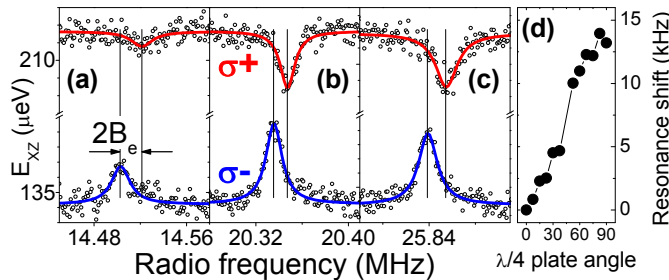 (a)
(b)
(c)
(d)
σ+
σ-
2Be
E_XZ (μeV)
210
135
14.48 14.56 20.32 20.40 25.84
Radio frequency (MHz)
Resonance shift (kHz)
15
10
5
0
0 30 60 90
λ/4 plate angle